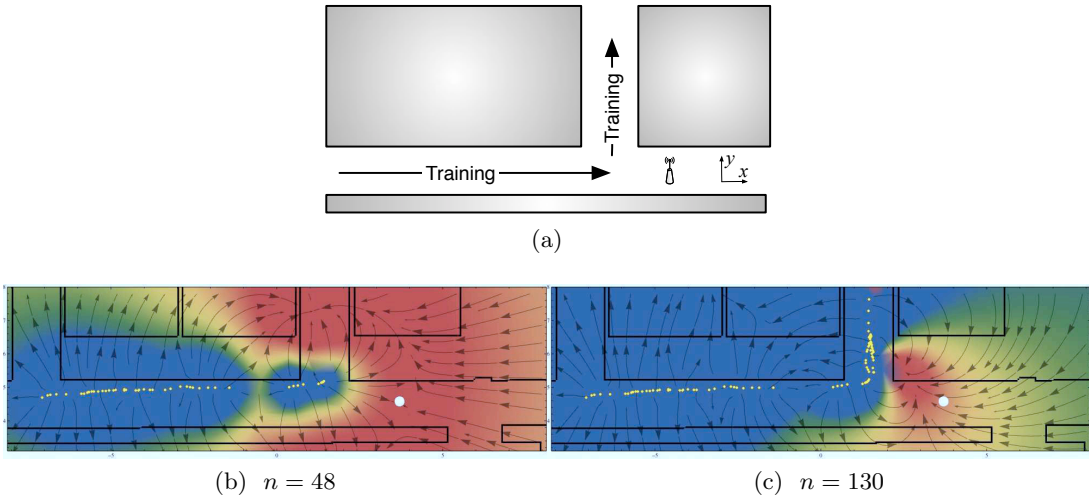 Training
Training
y
x
(a)
(b) n = 48
(c) n = 130